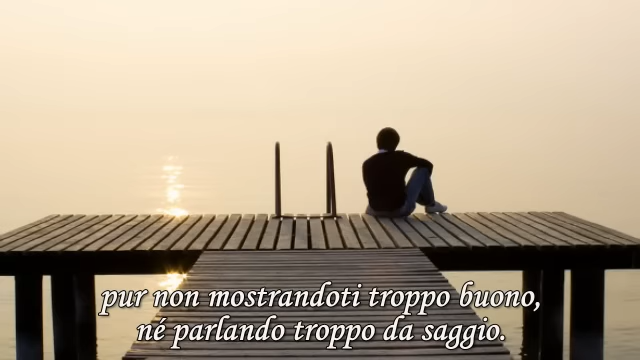 pur non mostrandoti troppo buono,
né parlando troppo da saggio.